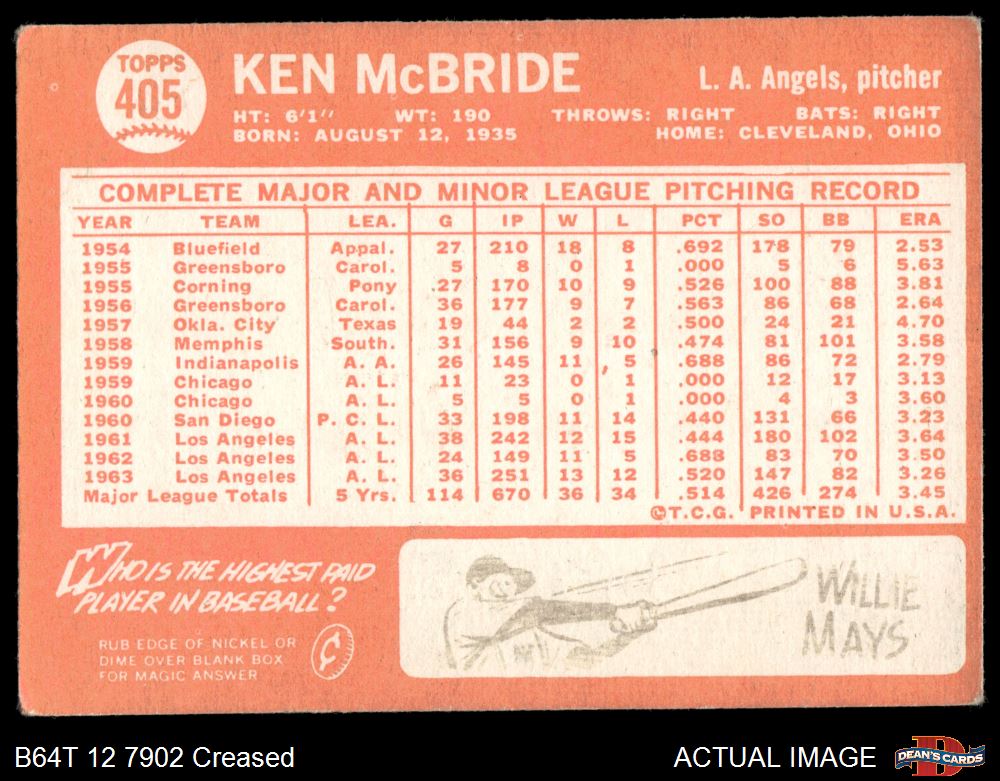 TOPPS
405
KEN McBRIDE
L. A. Angels, pitcher
HT: 6'1" WT: 190 THROWS: RIGHT BATS: RIGHT
BORN: AUGUST 12, 1935 HOME: CLEVELAND, OHIO
COMPLETE MAJOR AND MINOR LEAGUE PITCHING RECORD
YEAR TEAM LEA. G IP W L PCT SO BB ERA
1954 Bluefield Appal. 27 210 18 8 .692 178 79 2.53
1955 Greensboro Carol. 5 8 0 1 .000 5 6 5.63
1955 Corning Pony 27 170 10 9 .526 100 88 3.81
1956 Greensboro Carol. 36 177 9 7 .563 86 68 2.64
1957 Okla. City Texas 19 44 2 2 .500 24 21 4.70
1958 Memphis South. 31 156 9 10 .474 81 101 3.58
1959 Indianapolis A. A. 26 145 11 5 .688 86 72 2.79
1959 Chicago A. L. 11 23 0 1 .000 12 17 3.13
1960 Chicago A. L. 5 5 0 1 .000 4 3 3.60
1960 San Diego P. C. L. 33 198 11 14 .440 131 66 3.23
1961 Los Angeles A. L. 38 242 12 15 .444 180 102 3.64
1962 Los Angeles A. L. 24 149 11 5 .688 83 70 3.50
1963 Los Angeles A. L. 36 251 13 12 .520 147 82 3.26
Major League Totals 5 Yrs. 114 670 36 34 .514 426 274 3.45
©T.C.G. PRINTED IN U.S.A.
WHO IS THE HIGHEST PAID
PLAYER IN BASEBALL?
RUB EDGE OF NICKEL OR
DIME OVER BLANK BOX
FOR MAGIC ANSWER
¢
WILLIE
MAYS
B64T 12 7902 Creased
ACTUAL IMAGE
D
DEAN'S CARDS